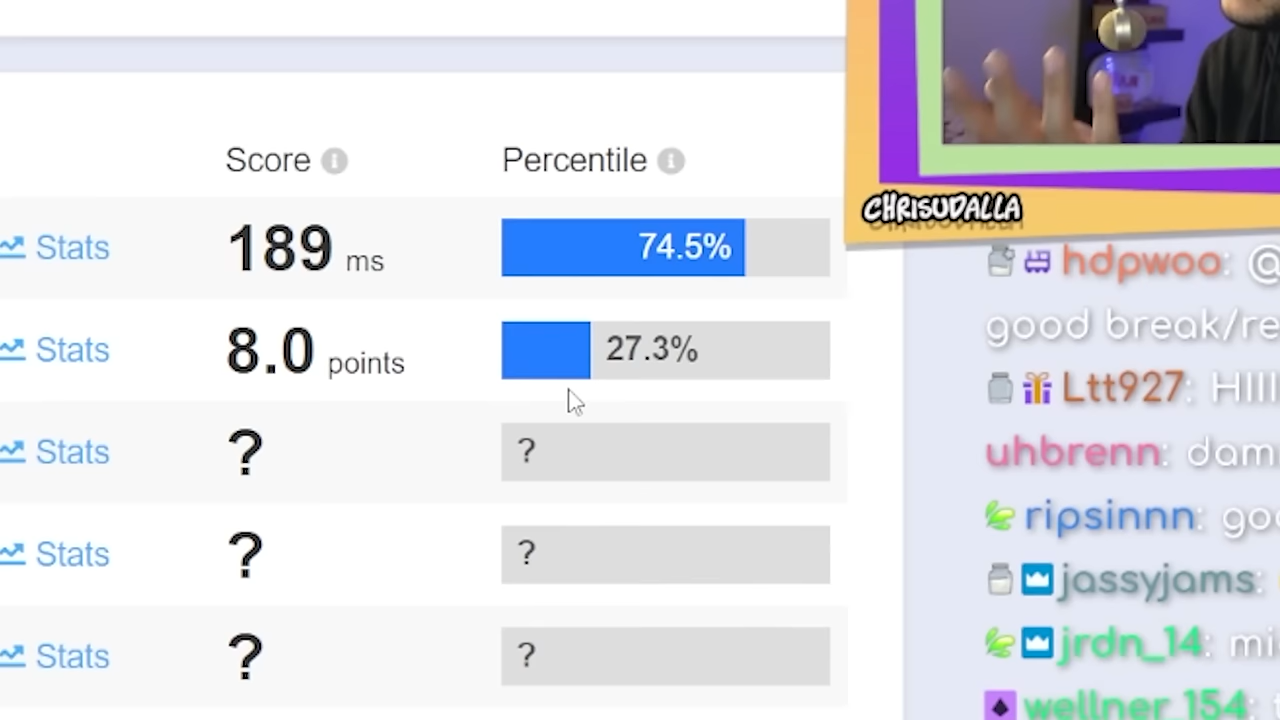 Score Percentile
Stats 189 ms 74.5%
Stats 8.0 points 27.3%
Stats ? ?
Stats ? ?
Stats ? ?
CHRISUDALLA
hdpwoo: @
good break/re
Ltt927: HIII
uhbrenn: dam
ripsinnn: goo
jassyjams:
jrdn_14: mi
wellner_154: